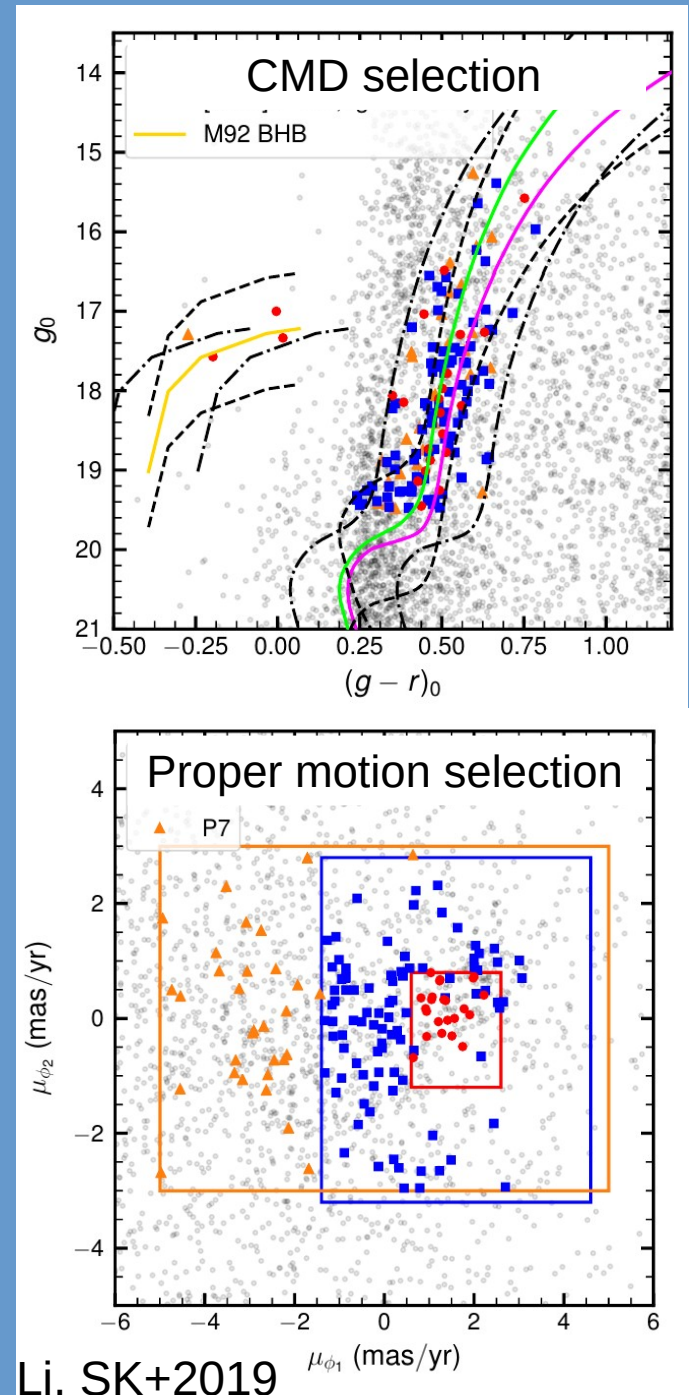 CMD selection
M92 BHB
14
15
16
17
18
19
20
21
g₀
−0.50 −0.25 0.00 0.25 0.50 0.75 1.00
(g − r)₀
Proper motion selection
P7
4
2
0
−2
−4
μϕ₂ (mas/yr)
−6 −4 −2 0 2 4 6
μϕ₁ (mas/yr)
Li, SK+2019